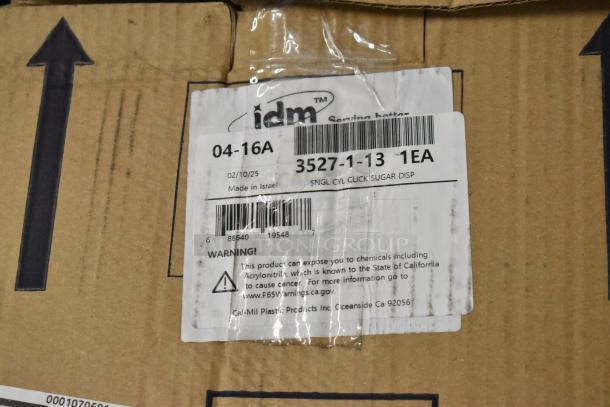 idm™
Serving better
04-16A
02/10/25
3527-1-13 1EA
Made in Israel
SNGL CYL CLICK SUGAR DISP
6 88640 19548 7
WARNING!
This product can expose you to chemicals including
Acrylonitrile, which is known to the State of California
to cause cancer. For more information go to
www.P65Warnings.ca.gov
Cal-Mil Plastic Products Inc. Oceanside Ca 92056
GROUP